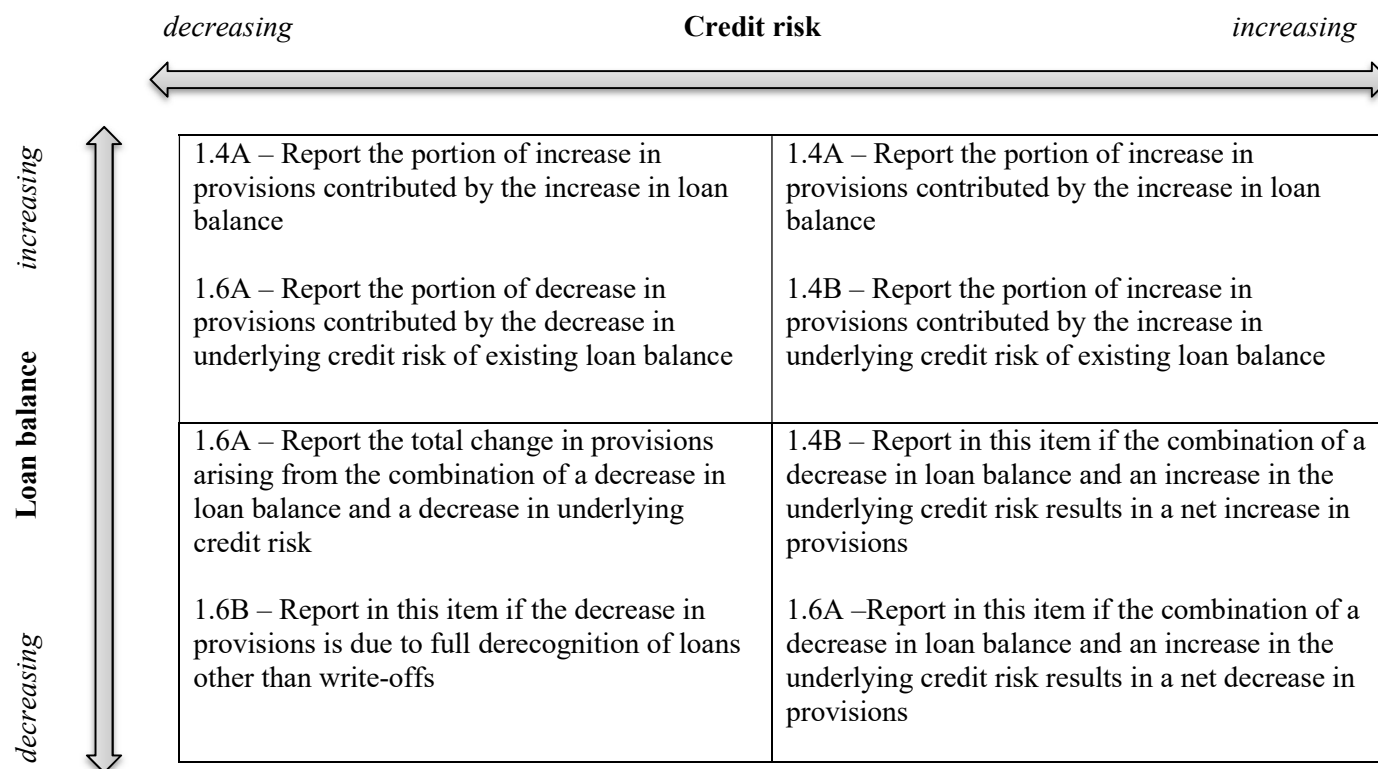 decreasing Credit risk increasing
increasing
Loan balance
decreasing
1.4A – Report the portion of increase in
provisions contributed by the increase in loan
balance
1.6A – Report the portion of decrease in
provisions contributed by the decrease in
underlying credit risk of existing loan balance
1.4A – Report the portion of increase in
provisions contributed by the increase in loan
balance
1.4B – Report the portion of increase in
provisions contributed by the increase in
underlying credit risk of existing loan balance
1.6A – Report the total change in provisions
arising from the combination of a decrease in
loan balance and a decrease in underlying
credit risk
1.6B – Report in this item if the decrease in
provisions is due to full derecognition of loans
other than write-offs
1.4B – Report in this item if the combination of a
decrease in loan balance and an increase in the
underlying credit risk results in a net increase in
provisions
1.6A –Report in this item if the combination of a
decrease in loan balance and an increase in the
underlying credit risk results in a net decrease in
provisions